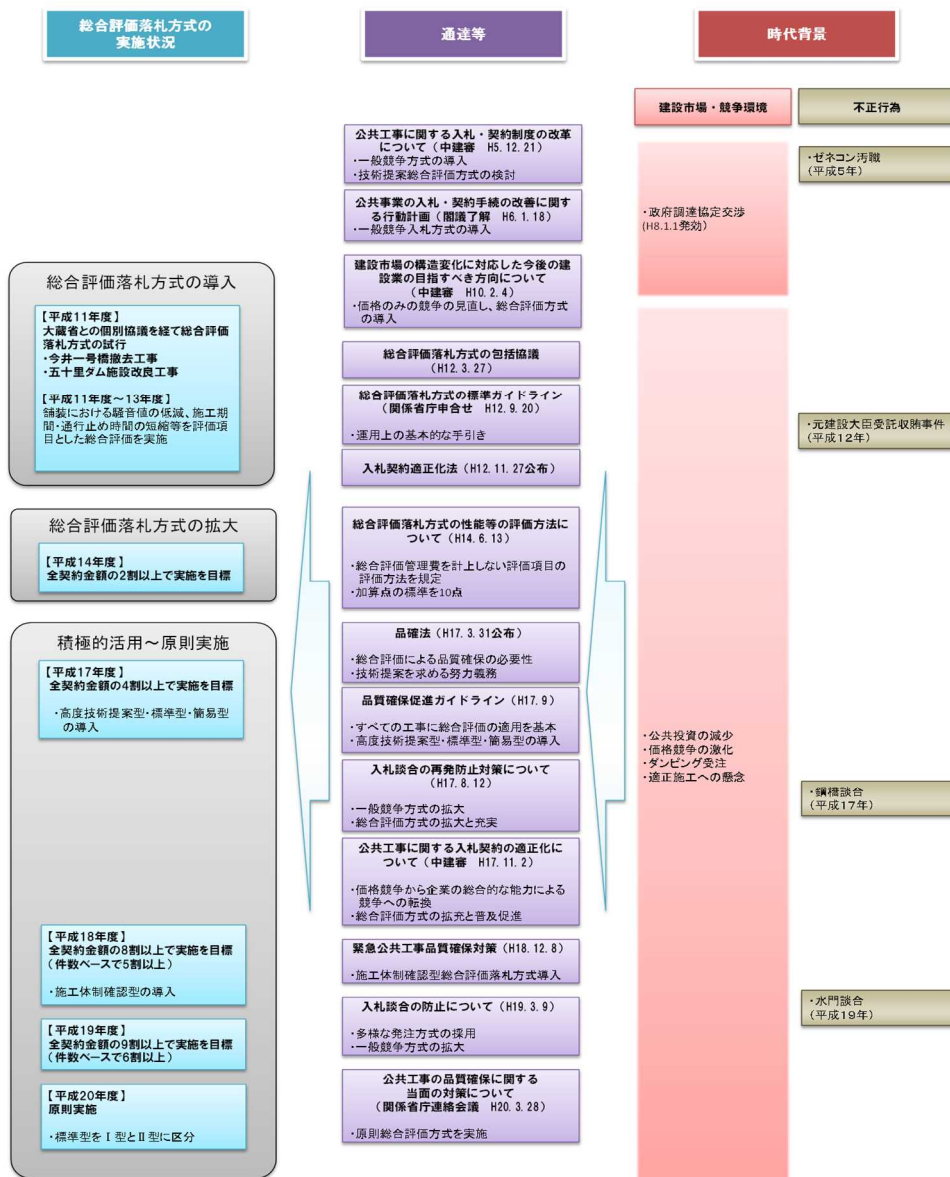 総合評価落札方式の
実施状況
通達等
時代背景
建設市場・競争環境
不正行為
総合評価落札方式の導入
【平成11年度】
大蔵省との個別協議を経て総合評価
落札方式の試行
・今井一号橋撤去工事
・五十里ダム施設改良工事
【平成11年度～13年度】
舗装における騒音値の低減、施工期
間・通行止め時間の短縮等を評価項
目とした総合評価を実施
総合評価落札方式の拡大
【平成14年度】
全契約金額の2割以上で実施を目標
積極的活用～原則実施
【平成17年度】
全契約金額の4割以上で実施を目標
・高度技術提案型・標準型・簡易型
の導入
【平成18年度】
全契約金額の8割以上で実施を目標
（件数ベースで5割以上）
・施工体制確認型の導入
【平成19年度】
全契約金額の9割以上で実施を目標
（件数ベースで6割以上）
【平成20年度】
原則実施
・標準型をⅠ型とⅡ型に区分
公共工事に関する入札・契約制度の改革
について（中建審 H5.12.21）
・一般競争方式の導入
・技術提案総合評価方式の検討
公共事業の入札・契約手続の改善に関す
る行動計画（閣議了解 H6.1.18）
・一般競争入札方式の導入
建設市場の構造変化に対応した今後の建
設業の目指すべき方向について
（中建審 H10.2.4）
・価格のみの競争の見直し、総合評価方式
の導入
総合評価落札方式の包括協議
（H12.3.27）
総合評価落札方式の標準ガイドライン
（関係省庁申合せ H12.9.20）
・運用上の基本的な手引き
入札契約適正化法（H12.11.27公布）
総合評価落札方式の性能等の評価方法に
ついて（H14.6.13）
・総合評価管理費を計上しない評価項目の
評価方法を規定
・加算点の標準を10点
品確法（H17.3.31公布）
・総合評価による品質確保の必要性
・技術提案を求める努力義務
品質確保促進ガイドライン（H17.9）
・すべての工事に総合評価の適用を基本
・高度技術提案型・標準型・簡易型の導入
入札談合の再発防止対策について
（H17.8.12）
・一般競争方式の拡大
・総合評価方式の拡大と充実
公共工事に関する入札契約の適正化に
ついて（中建審 H17.11.2）
・価格競争から企業の総合的な能力による
競争への転換
・総合評価方式の拡充と普及促進
緊急公共工事品質確保対策（H18.12.8）
・施工体制確認型総合評価落札方式導入
入札談合の防止について（H19.3.9）
・多様な発注方式の採用
・一般競争方式の拡大
公共工事の品質確保に関する
当面の対策について
（関係省庁連絡会議 H20.3.28）
・原則総合評価方式を実施
・政府調達協定交渉
(H8.1.1発効）
・公共投資の減少
・価格競争の激化
・ダンピング受注
・適正施工への懸念
・ゼネコン汚職
（平成5年）
・元建設大臣受託収賄事件
（平成12年）
・鋼橋談合
（平成17年）
・水門談合
（平成19年）